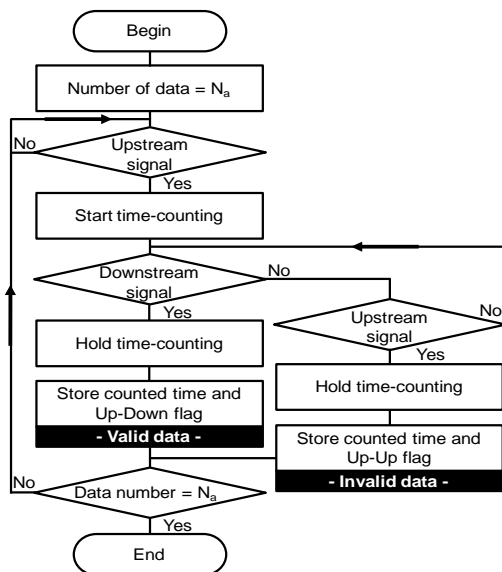 Begin
Number of data = Nₐ
No
Upstream
signal
Yes
Start time-counting
Downstream
signal
No
Yes
Upstream
signal
No
Yes
Hold time-counting
Hold time-counting
Store counted time and
Up-Down flag
- Valid data -
Store counted time and
Up-Up flag
- Invalid data -
No
Data number = Nₐ
Yes
End